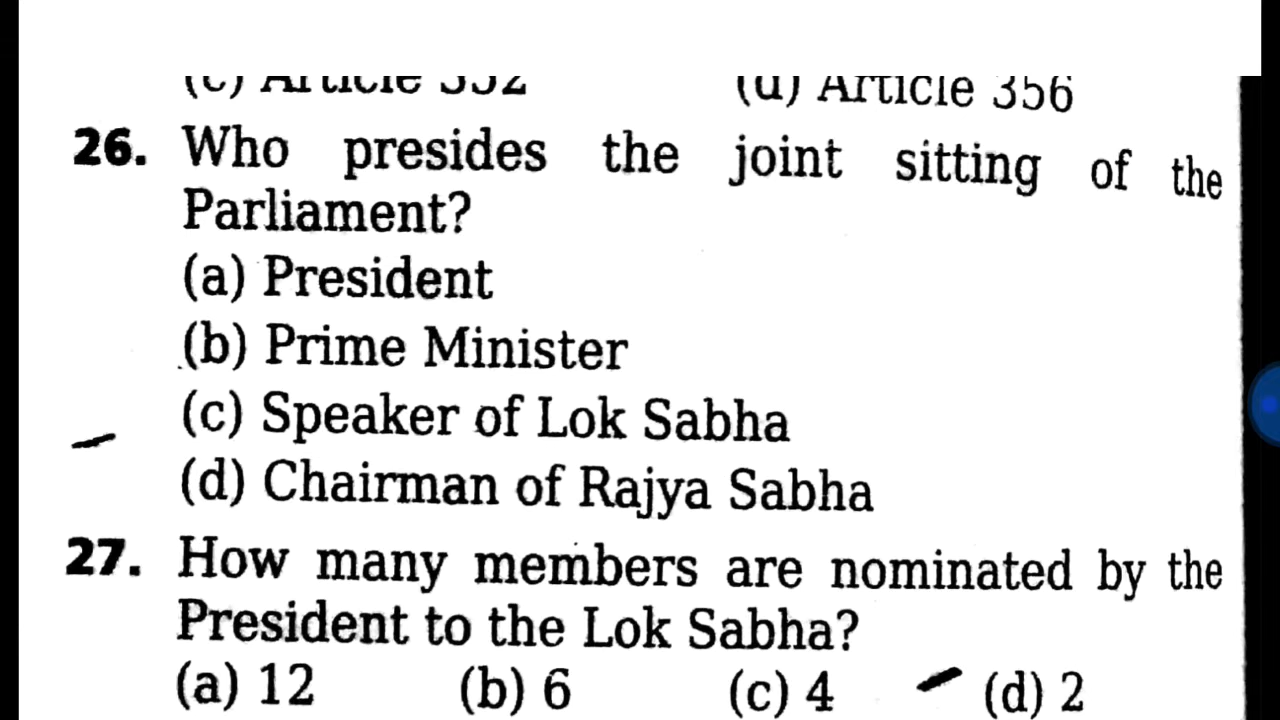 (c) Article 352 (d) Article 356
26. Who presides the joint sitting of the
Parliament?
(a) President
(b) Prime Minister
(c) Speaker of Lok Sabha
(d) Chairman of Rajya Sabha
27. How many members are nominated by the
President to the Lok Sabha?
(a) 12 (b) 6 (c) 4 (d) 2